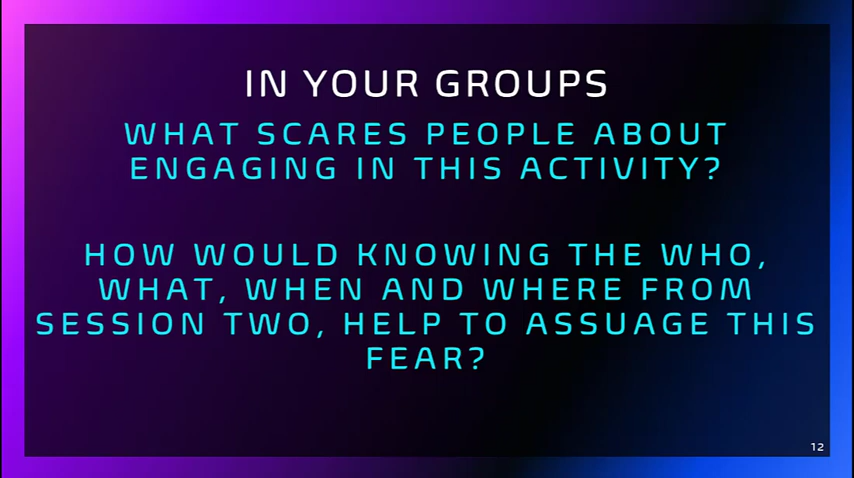 IN YOUR GROUPS
WHAT SCARES PEOPLE ABOUT
ENGAGING IN THIS ACTIVITY?
HOW WOULD KNOWING THE WHO,
WHAT, WHEN AND WHERE FROM
SESSION TWO, HELP TO ASSUAGE THIS
FEAR?
12